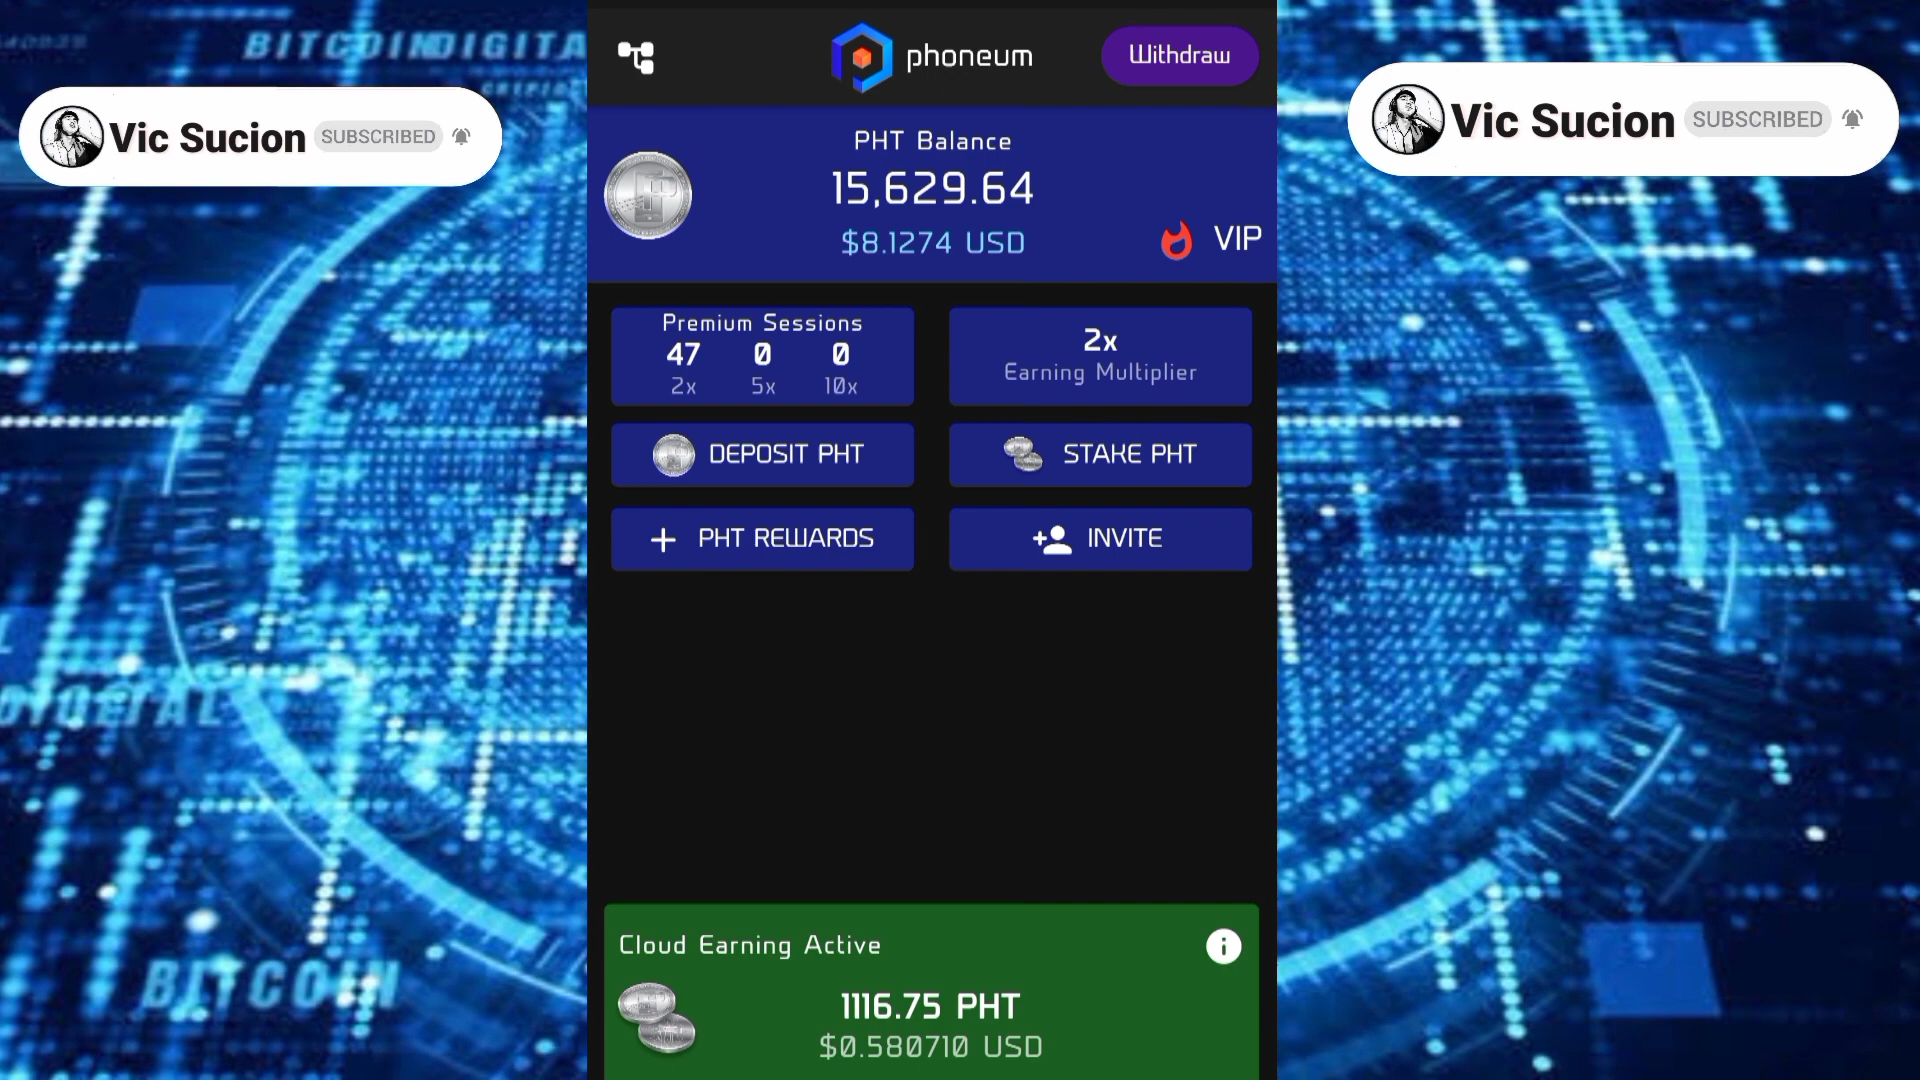 BITCOINDIGITA
Vic Sucion SUBSCRIBED
phoneum
Withdraw
Vic Sucion SUBSCRIBED
PHT Balance
15,629.64
$8.1274 USD
VIP
Premium Sessions
47 0 0
2x 5x 10x
2x
Earning Multiplier
DEPOSIT PHT
STAKE PHT
PHT REWARDS
INVITE
DIGITAL
BITCOIN
Cloud Earning Active
1116.75 PHT
$0.580710 USD